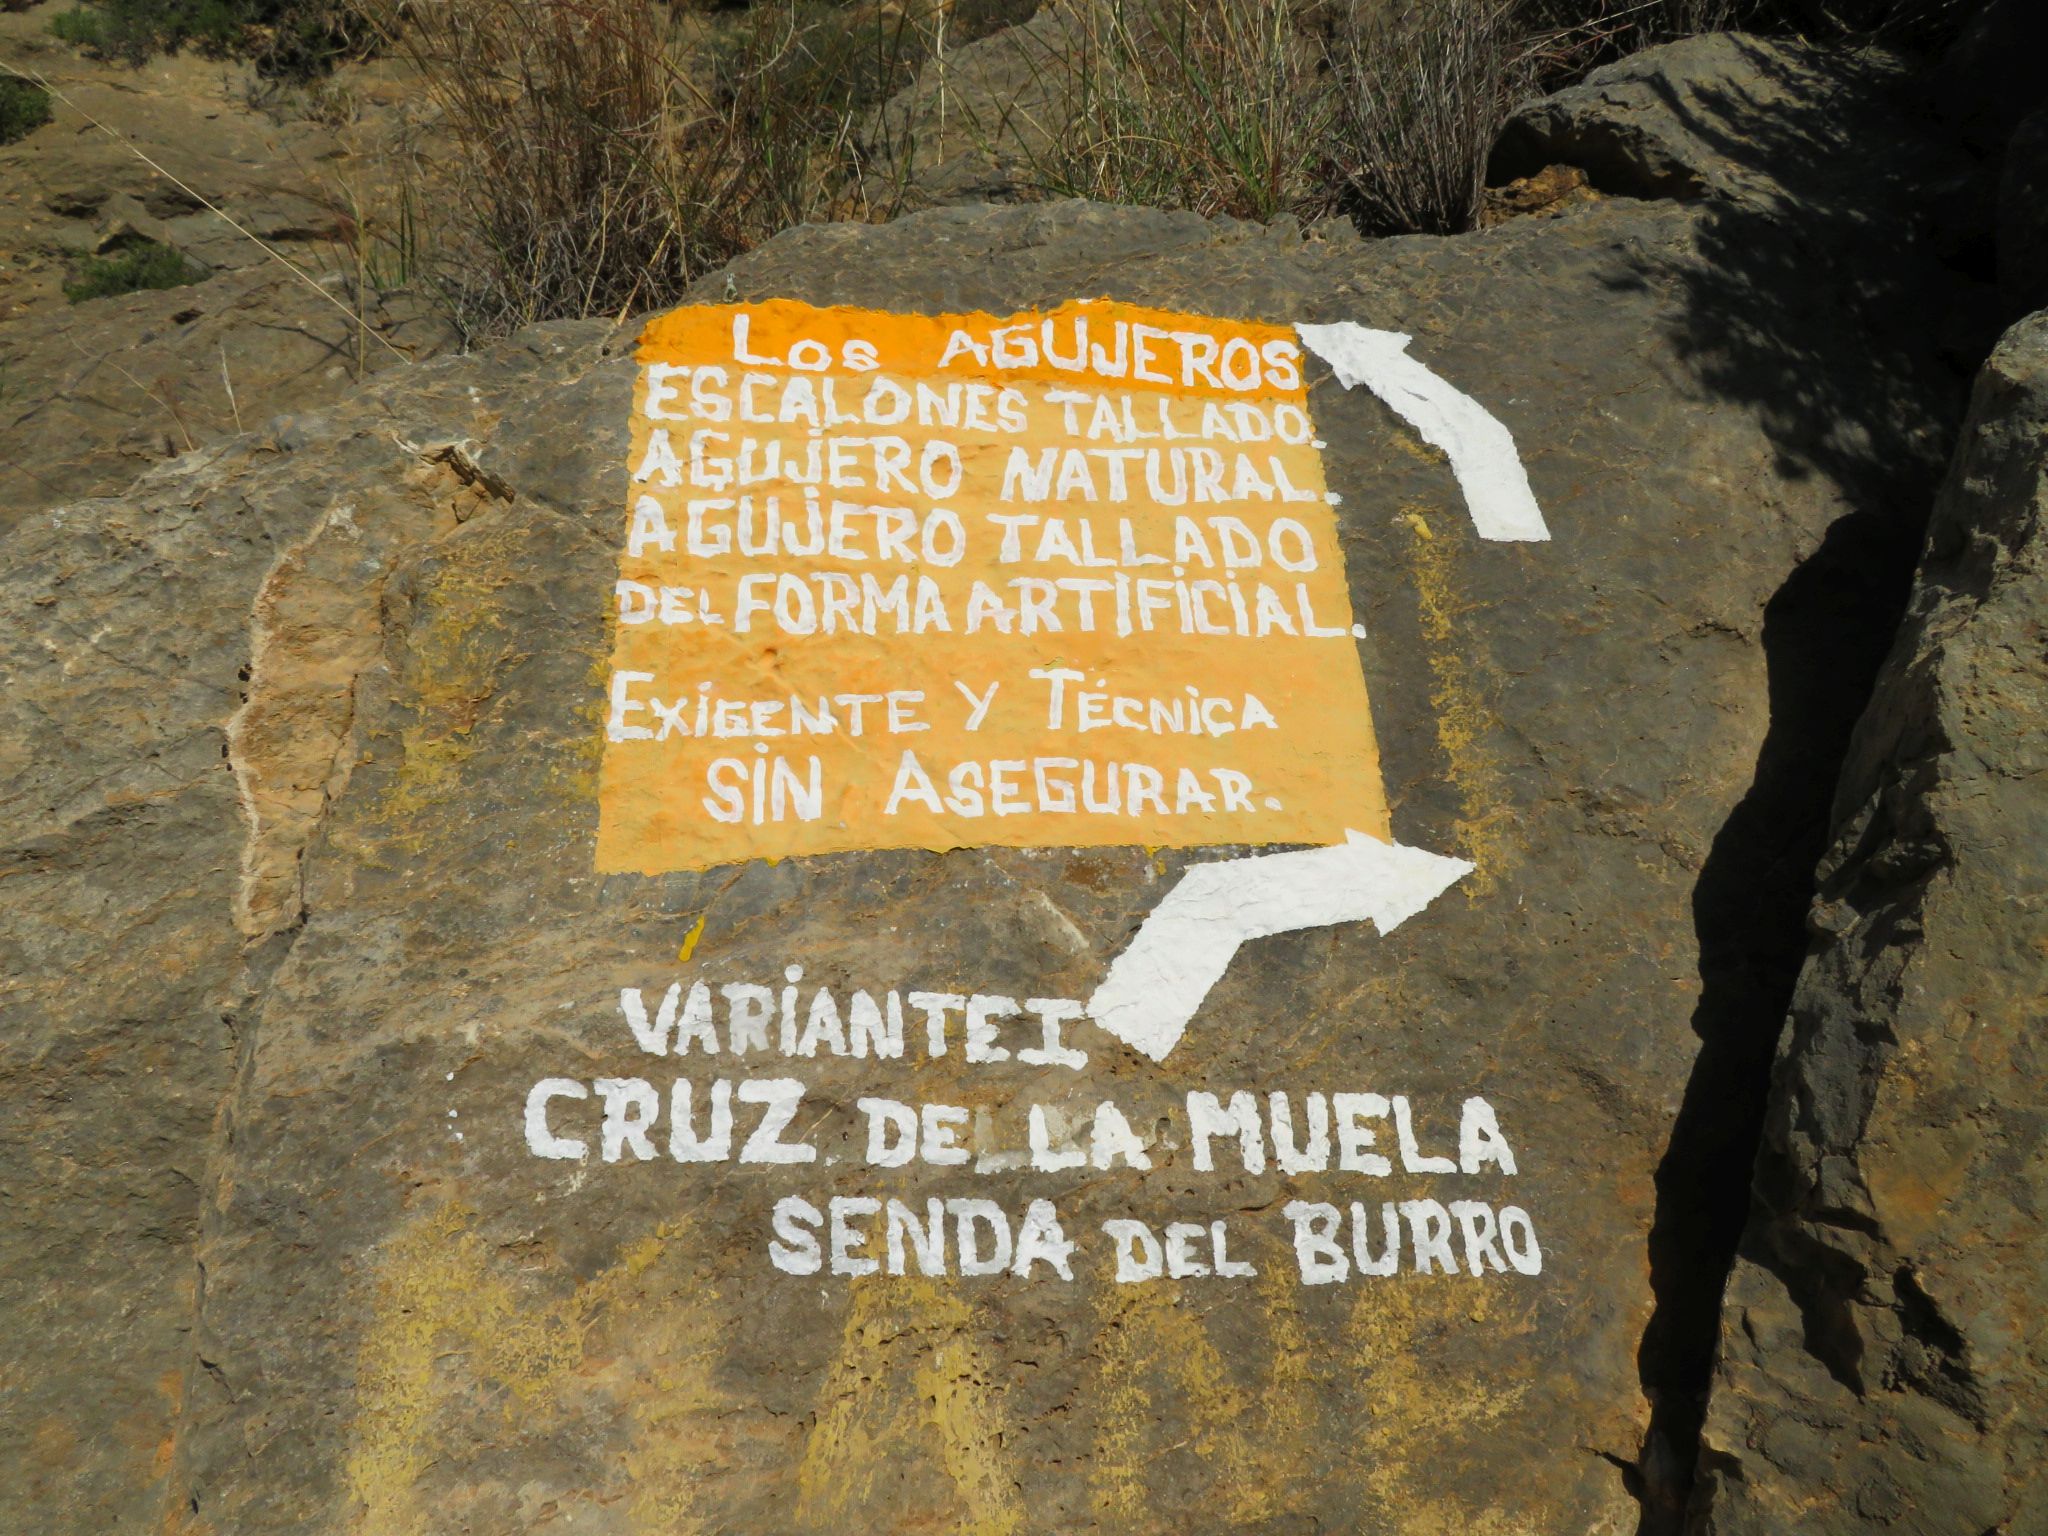 LOS AGUJEROS
ESCALONES TALLADO.
AGUJERO NATURAL.
AGUJERO TALLADO
DEL FORMA ARTIFICIAL.
EXIGENTE Y TÉCNICA
SIN ASEGURAR.
VARIANTE I
CRUZ DE LA MUELA
SENDA DEL BURRO